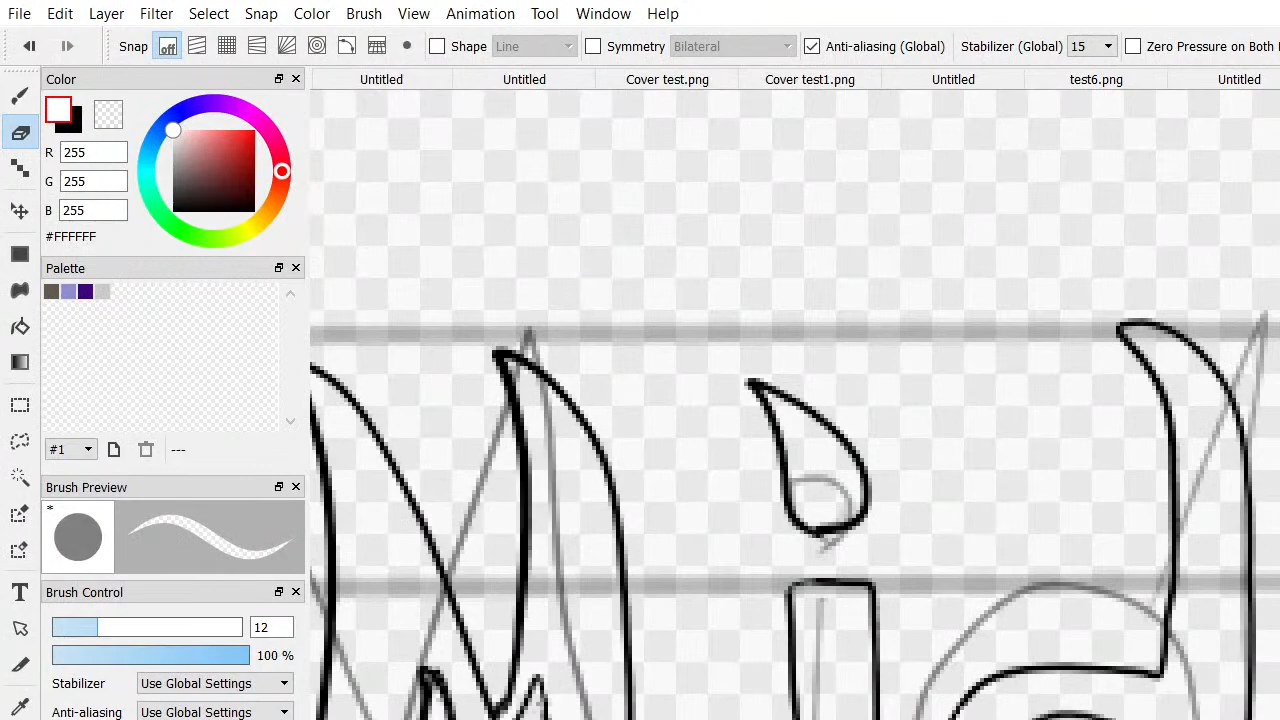 File Edit Layer Filter Select Snap Color Brush View Animation Tool Window Help
Snap off Shape Line Symmetry Bilateral Anti-aliasing (Global) Stabilizer (Global) 15 Zero Pressure on Both
Untitled Untitled Cover test.png Cover test1.png Untitled test6.png Untitled
Color
R 255
G 255
B 255
#FFFFFF
Palette
#1 ---
Brush Preview
*
Brush Control
12
100 %
Stabilizer Use Global Settings
Anti-aliasing Use Global Settings